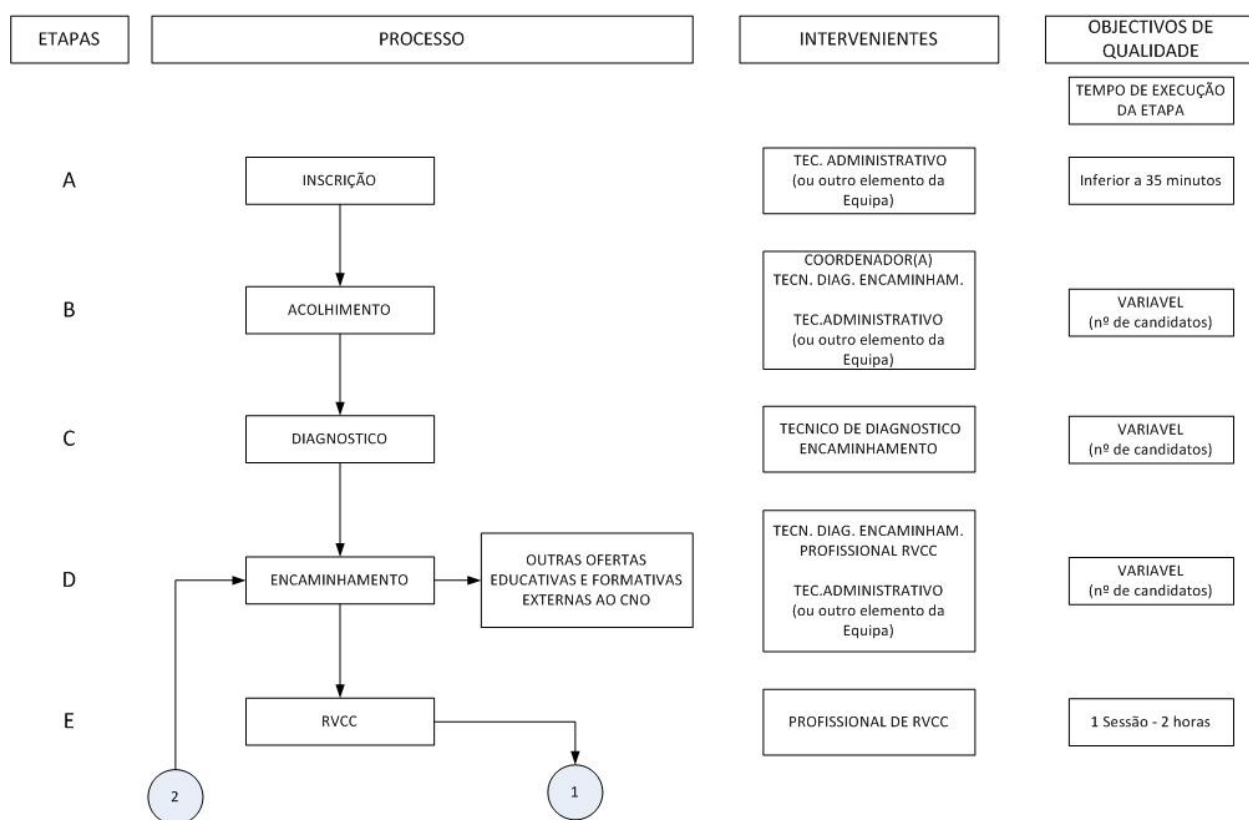 ETAPAS
PROCESSO
INTERVENIENTES
OBJECTIVOS DE
QUALIDADE
TEMPO DE EXECUÇÃO
DA ETAPA
A
INSCRIÇÃO
TEC. ADMINISTRATIVO
(ou outro elemento da
Equipa)
Inferior a 35 minutos
B
ACOLHIMENTO
COORDENADOR(A)
TECN. DIAG. ENCAMINHAM.
TEC.ADMINISTRATIVO
(ou outro elemento da
Equipa)
VARIAVEL
(nº de candidatos)
C
DIAGNOSTICO
TECNICO DE DIAGNOSTICO
ENCAMINHAMENTO
VARIAVEL
(nº de candidatos)
D
ENCAMINHAMENTO
OUTRAS OFERTAS
EDUCATIVAS E FORMATIVAS
EXTERNAS AO CNO
TECN. DIAG. ENCAMINHAM.
PROFISSIONAL RVCC
TEC.ADMINISTRATIVO
(ou outro elemento da
Equipa)
VARIAVEL
(nº de candidatos)
E
RVCC
PROFISSIONAL DE RVCC
1 Sessão - 2 horas
2
1